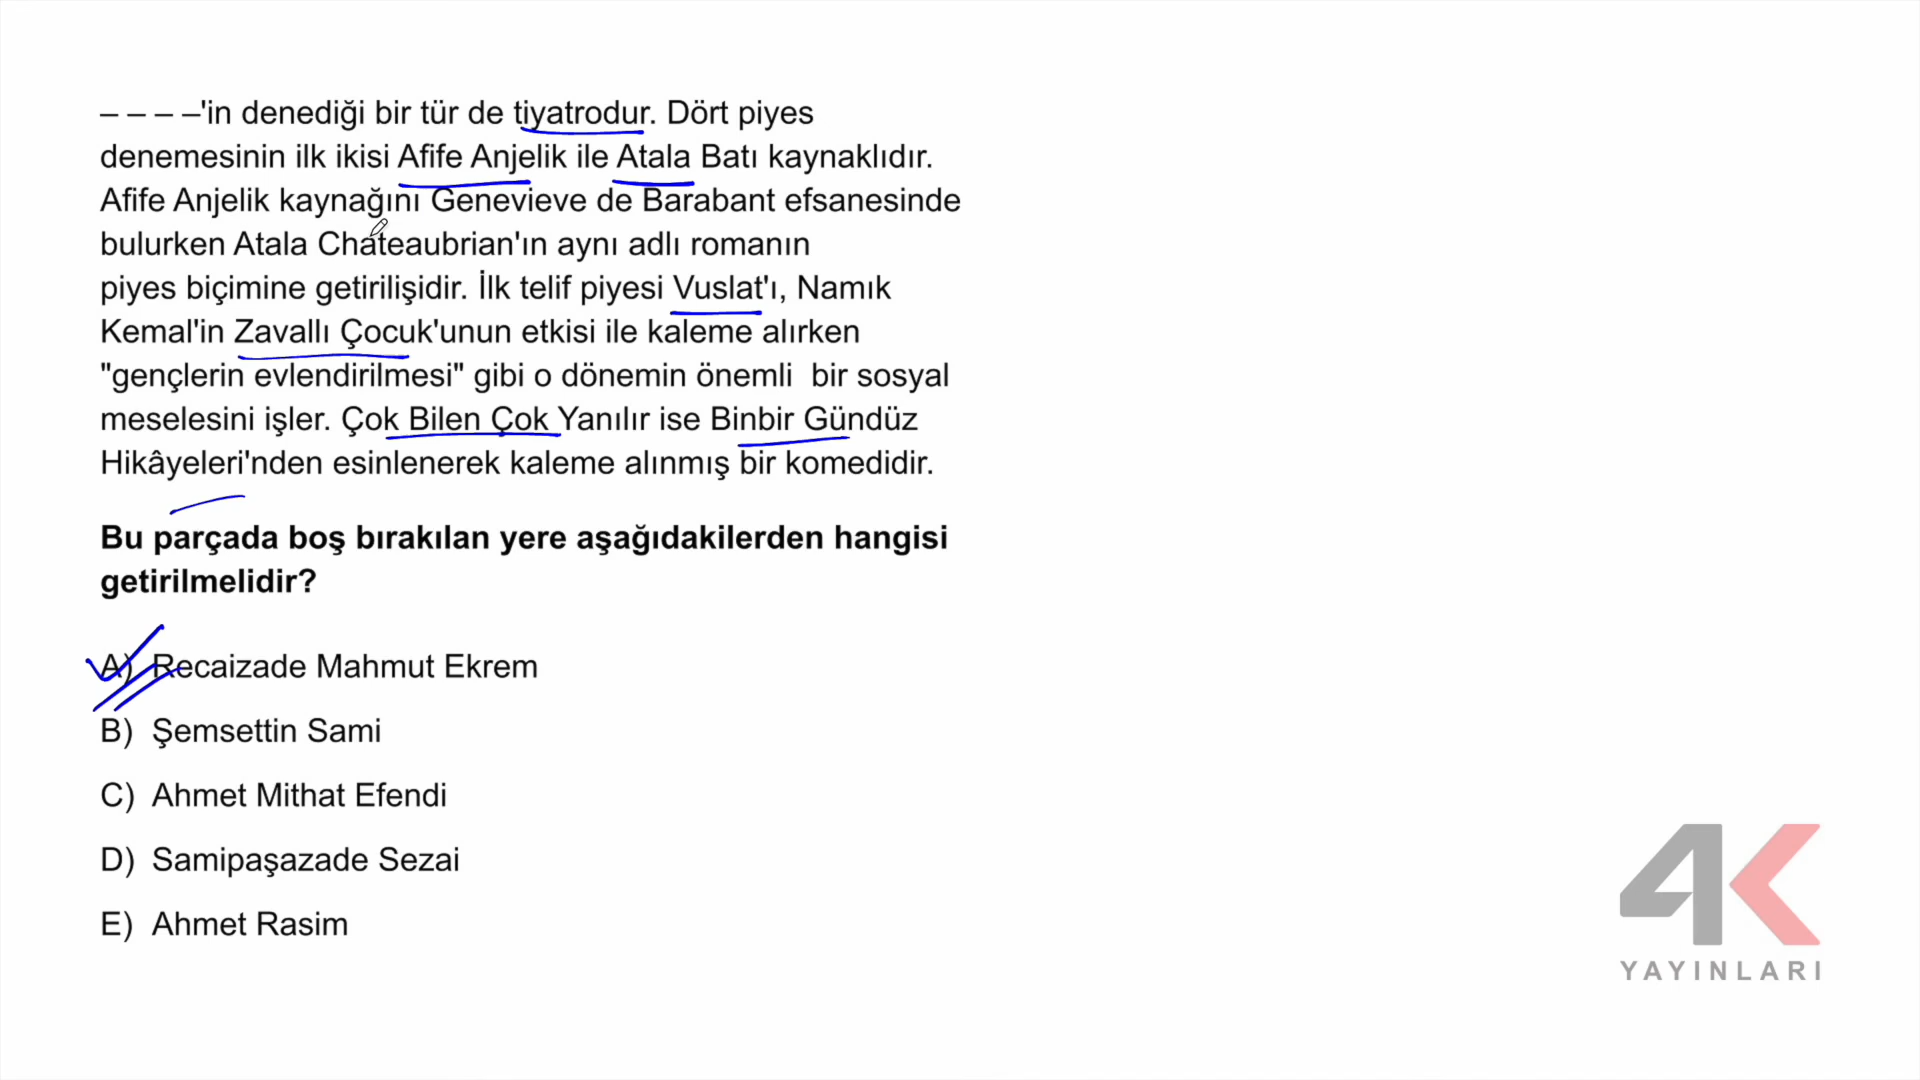 – – – –'in denediği bir tür de tiyatrodur. Dört piyes
denemesinin ilk ikisi Afife Anjelik ile Atala Batı kaynaklıdır.
Afife Anjelik kaynağını Genevieve de Barabant efsanesinde
bulurken Atala Chateaubrian'ın aynı adlı romanın
piyes biçimine getirilişidir. İlk telif piyesi Vuslat'ı, Namık
Kemal'in Zavallı Çocuk'unun etkisi ile kaleme alırken
"gençlerin evlendirilmesi" gibi o dönemin önemli  bir sosyal
meselesini işler. Çok Bilen Çok Yanılır ise Binbir Gündüz
Hikâyeleri'nden esinlenerek kaleme alınmış bir komedidir.
Bu parçada boş bırakılan yere aşağıdakilerden hangisi
getirilmelidir?
A) Recaizade Mahmut Ekrem
B) Şemsettin Sami
C) Ahmet Mithat Efendi
D) Samipaşazade Sezai
E) Ahmet Rasim
4K
YAYINLARI